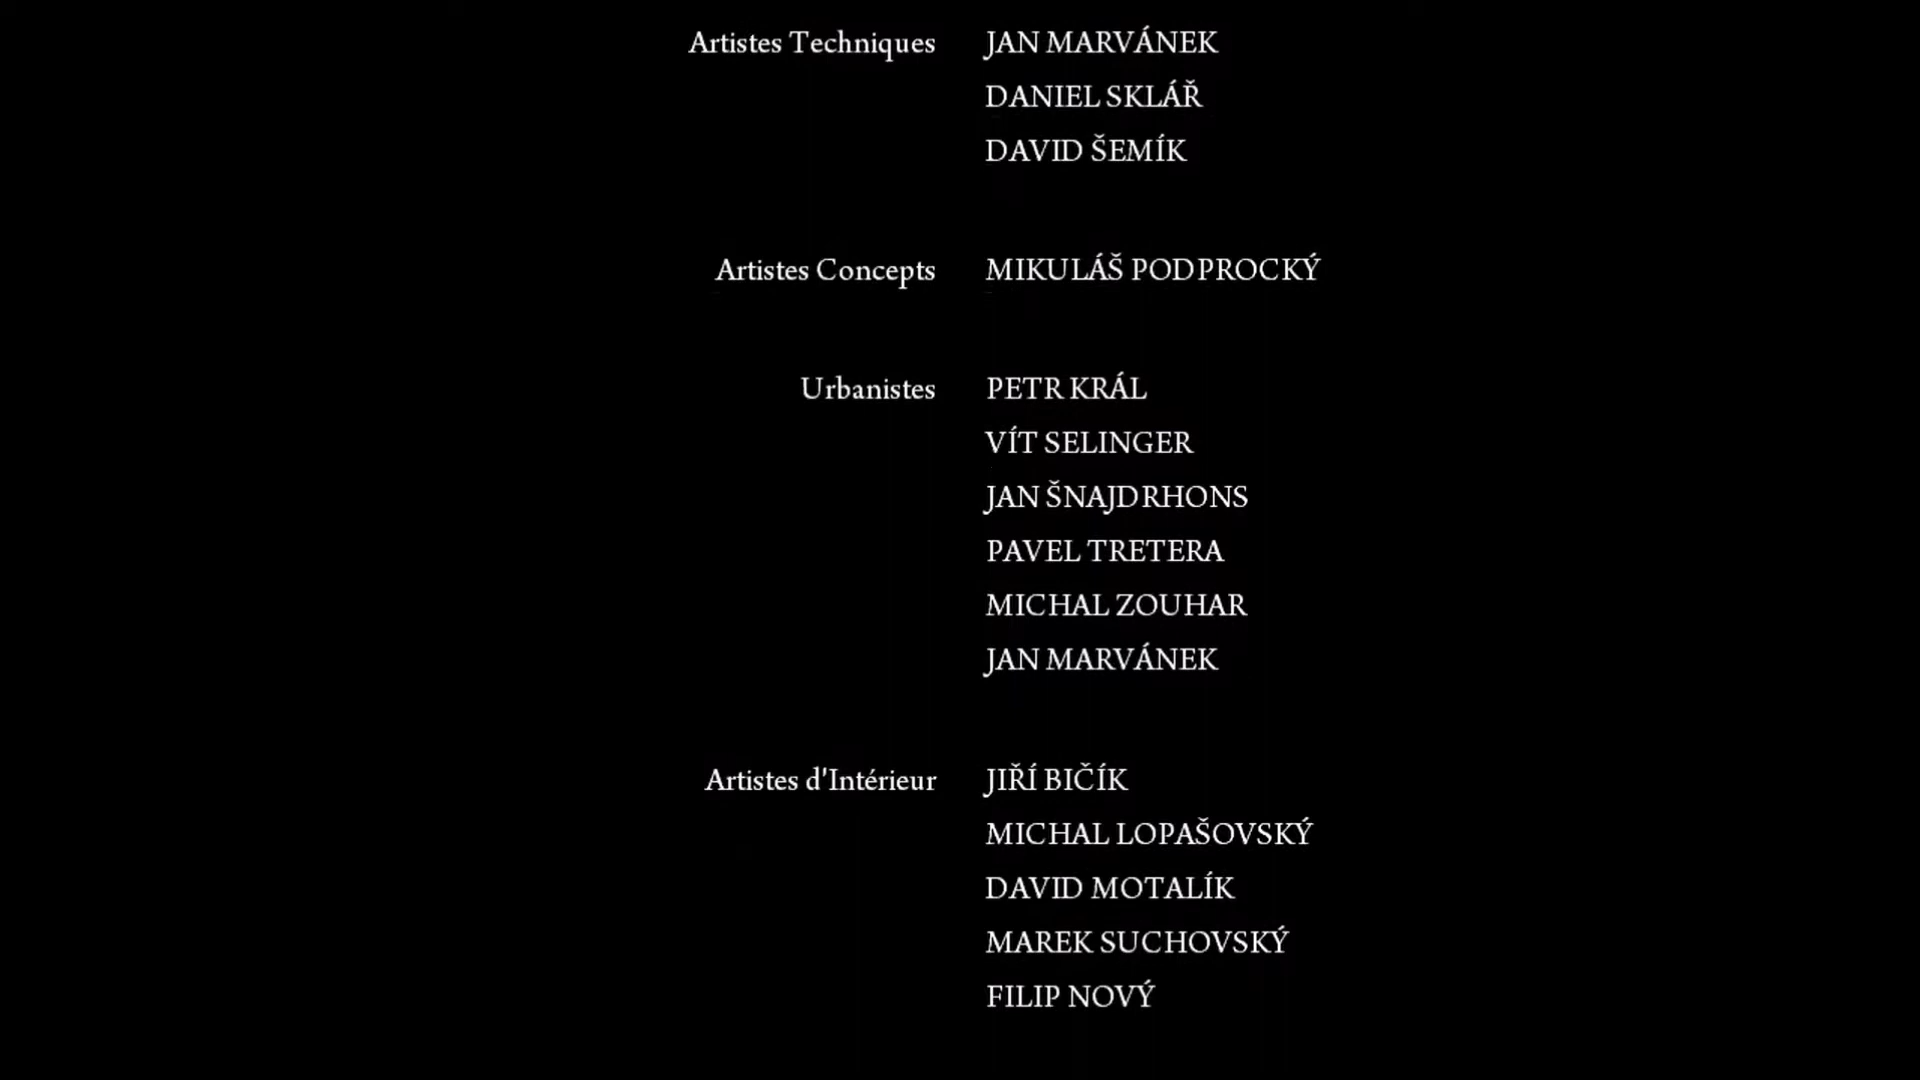 Artistes Techniques JAN MARVÁNEK
DANIEL SKLÁŘ
DAVID ŠEMÍK
Artistes Concepts MIKULÁŠ PODPROCKÝ
Urbanistes PETR KRÁL
VÍT SELINGER
JAN ŠNAJDRHONS
PAVEL TRETERA
MICHAL ZOUHAR
JAN MARVÁNEK
Artistes d'Intérieur JIŘÍ BIČÍK
MICHAL LOPAŠOVSKÝ
DAVID MOTALÍK
MAREK SUCHOVSKÝ
FILIP NOVÝ